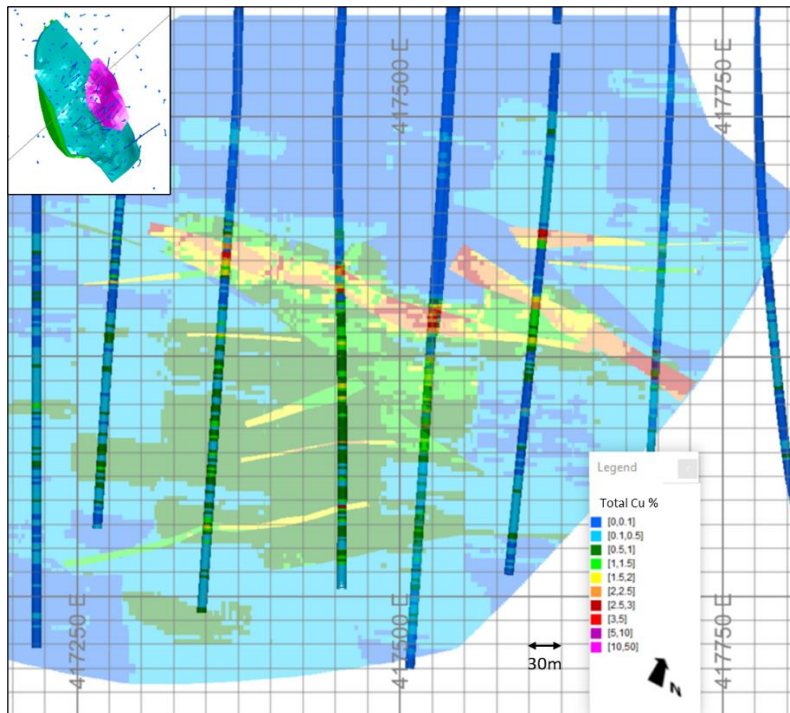 417500 E
417750 E
Legend
Total Cu %
[0,0.1]
[0.1,0.5]
[0.5,1]
[1,1.5]
[1.5,2]
[2,2.5]
[2.5,3]
[3,5]
[5,10]
[10,50]
417250 E
417500 E
30m
417750 E
N